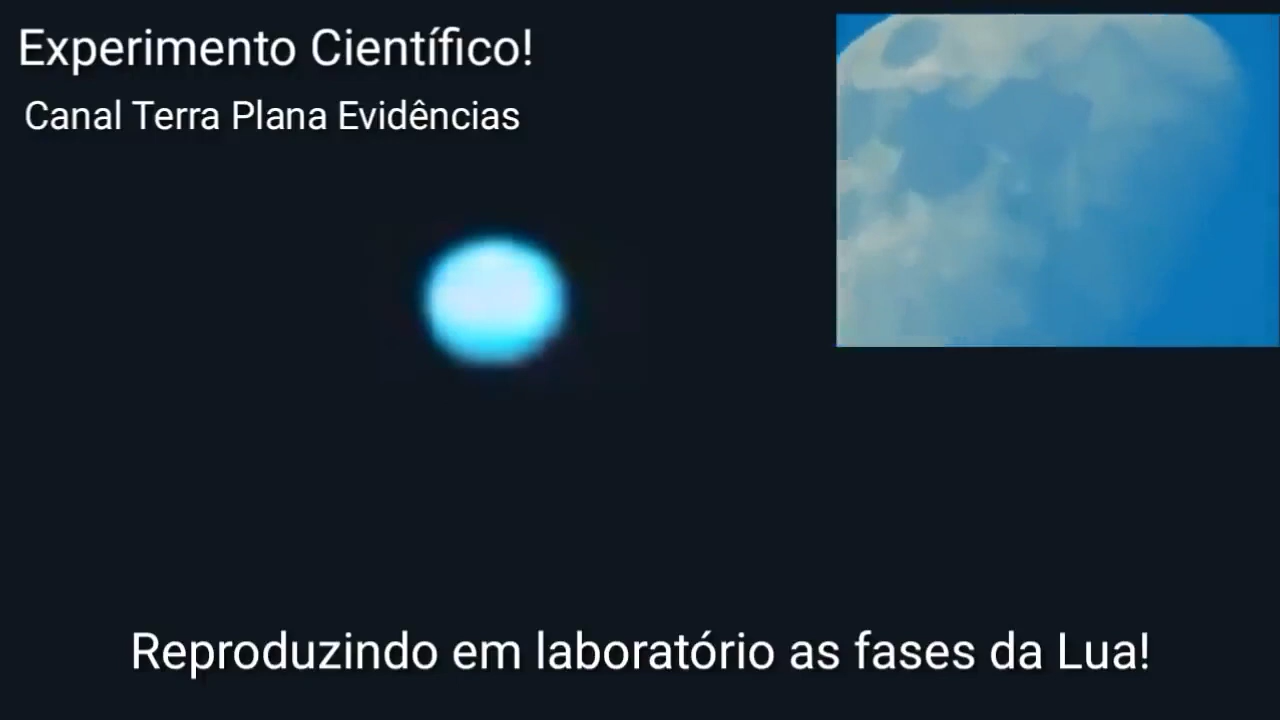 Experimento Científico!
Canal Terra Plana Evidências
Reproduzindo em laboratório as fases da Lua!